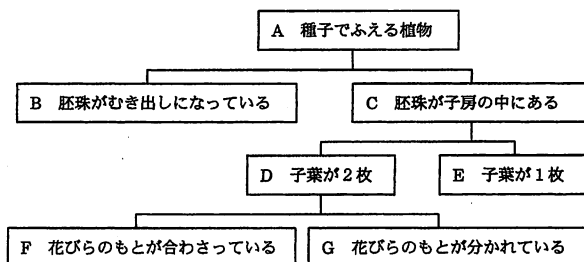 A 種子でふえる植物
B 胚珠がむき出しになっている
C 胚珠が子房の中にある
D 子葉が2枚
E 子葉が1枚
F 花びらのもとが合わさっている
G 花びらのもとが分かれている